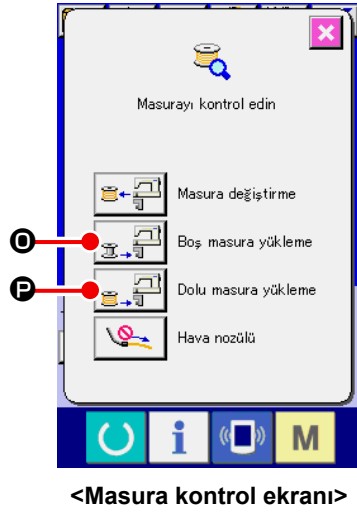 Masurayı kontrol edin
Masura değiştirme
O
Boş masura yükleme
P
Dolu masura yükleme
Hava nozülü
M
<Masura kontrol ekranı>